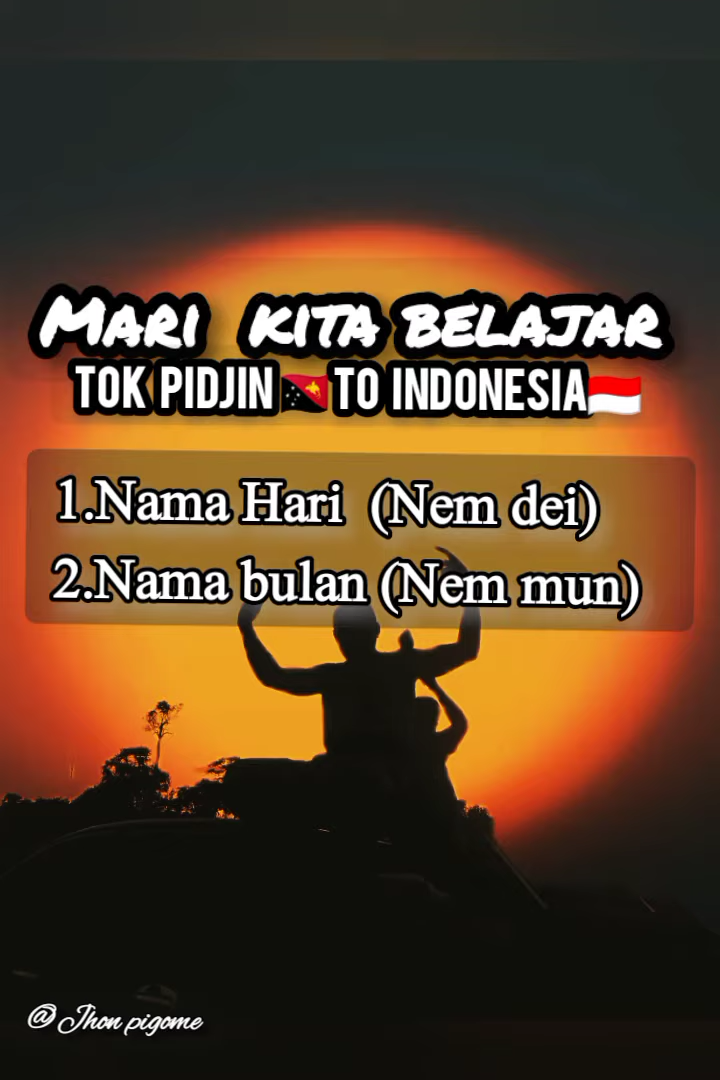 MARI KITA BELAJAR
TOK PIDJIN🇵🇬TO INDONESIA🇮🇩
1.Nama Hari (Nem dei)
2.Nama bulan (Nem mun)
@ Jhon pigome